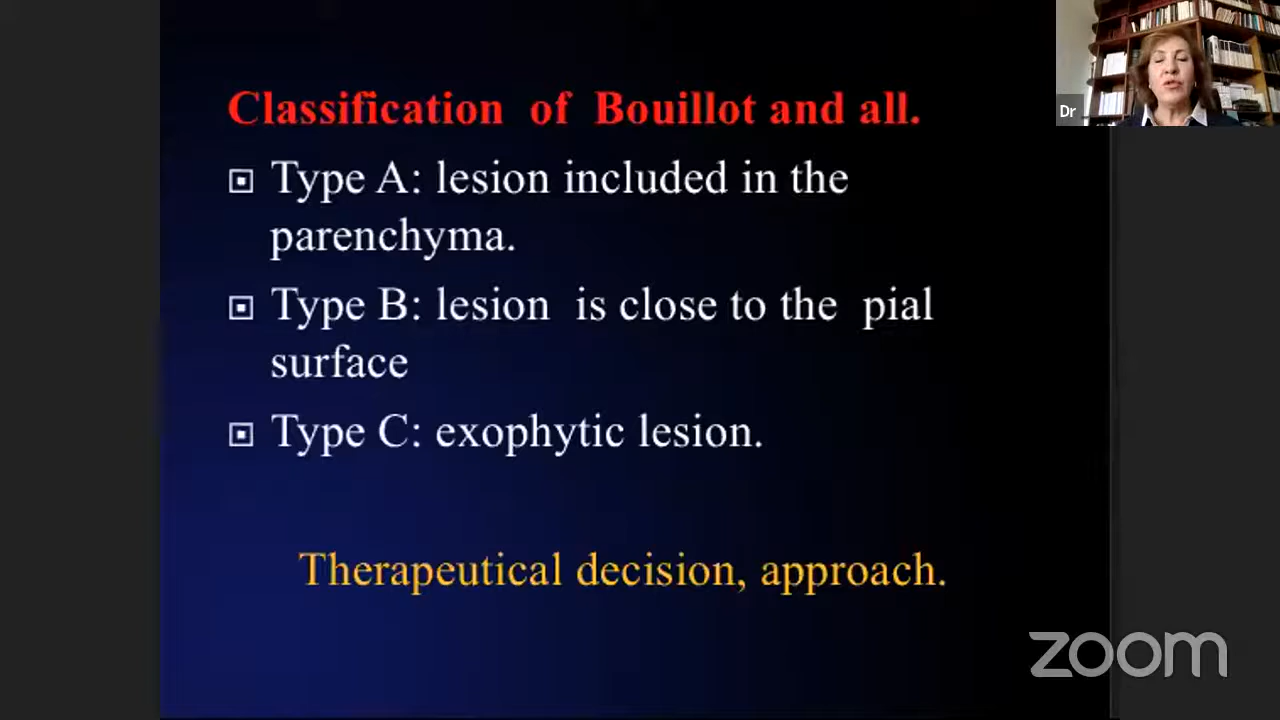 Classification of Bouillot and all.
Type A: lesion included in the
parenchyma.
Type B: lesion is close to the pial
surface
Type C: exophytic lesion.
Therapeutical decision, approach.
Dr
zoom